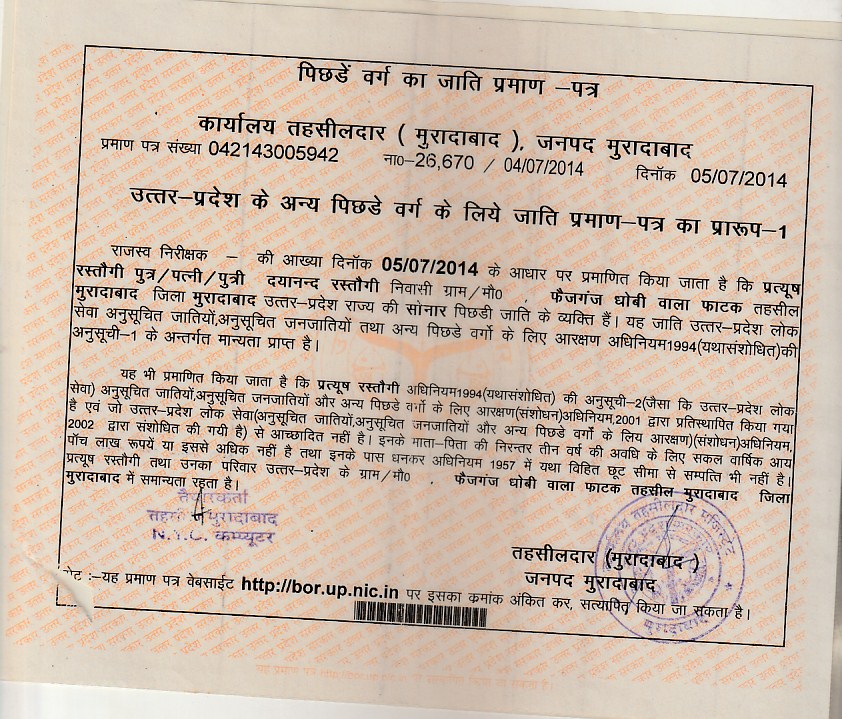 पिछडें वर्ग का जाति प्रमाण –पत्र
कार्यालय तहसीलदार ( मुरादाबाद ), जनपद मुरादाबाद
प्रमाण पत्र संख्या 042143005942 ना०-26,670 / 04/07/2014 दिनॉक 05/07/2014
उत्तर–प्रदेश के अन्य पिछडे वर्ग के लिये जाति प्रमाण–पत्र का प्रारूप–1
राजस्व निरीक्षक – की आख्या दिनॉक 05/07/2014 के आधार पर प्रमाणित किया जाता है कि प्रत्यूष
रस्तौगी पुत्र/पत्नी/पुत्री दयानन्द रस्तौगी निवासी ग्राम/मौ0 , फैजगंज धोबी वाला फाटक तहसील
मुरादाबाद जिला मुरादाबाद उत्तर–प्रदेश राज्य की सोनार पिछडी जाति के व्यक्ति हैं। यह जाति उत्तर–प्रदेश लोक
सेवा अनुसूचित जातियों,अनुसूचित जनजातियों तथा अन्य पिछडे वर्गो के लिए आरक्षण अधिनियम1994(यथासंशोधित)की
अनुसूची–1 के अन्तर्गत मान्यता प्राप्त है।
यह भी प्रमाणित किया जाता है कि प्रत्यूष रस्तौगी अधिनियम1994(यथासंशोधित) की अनुसूची–2(जैसा कि उत्तर–प्रदेश लोक
सेवा) अनुसूचित जातियों,अनुसूचित जनजातियों और अन्य पिछडे वर्गो के लिए आरक्षण(संशोधन)अधिनियम,2001 द्वारा प्रतिस्थापित किया गया
है एवं जो उत्तर–प्रदेश लोक सेवा(अनुसूचित जातियों,अनुसूचित जनजातियों और अन्य पिछडे वर्गों के लिय आरक्षण)(संशोधन)अधिनियम,
2002 द्वारा संशोधित की गयी है) से आच्छादित नहीं है। इनके माता–पिता की निरन्तर तीन वर्ष की अवधि के लिए सकल वार्षिक आय
पॉच लाख रूपयें या इससे अधिक नहीं है तथा इनके पास धनकर अधिनियम 1957 में यथा विहित छूट सीमा से सम्पत्ति भी नहीं है।
प्रत्यूष रस्तौगी तथा उनका परिवार उत्तर–प्रदेश के ग्राम/मौ0 , फैजगंज धोबी वाला फाटक तहसील मुरादाबाद जिला
मुरादाबाद में सामान्यता रहता है।
तैयारकर्ता
तहसील मुरादाबाद
N.I.C. कम्प्यूटर
तहसीलदार (मुरादाबाद )
जनपद मुरादाबाद
नोट :–यह प्रमाण पत्र वेबसाईट http://bor.up.nic.in पर इसका कमांक अंकित कर, सत्यापित किया जा सकता है।